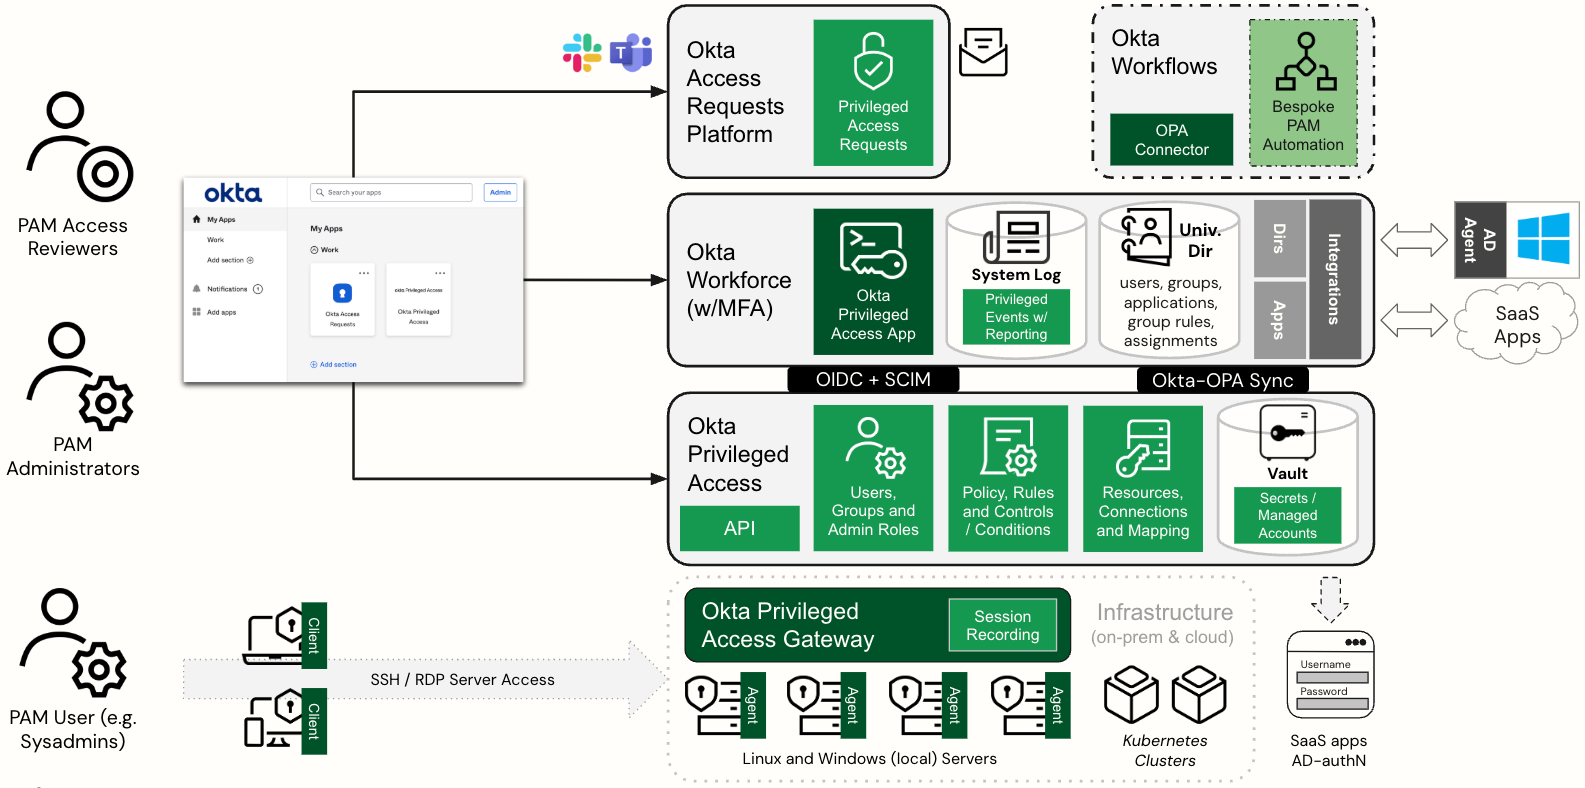 PAM Access
Reviewers
PAM
Administrators
PAM User (e.g.
Sysadmins)
okta
Search your apps
Admin
My Apps
Work
Add section
Notifications
1
Add apps
My Apps
Work
Okta Access
Requests
okta Privileged Access
Okta Privileged
Access
Add section
T
Okta
Access
Requests
Platform
Privileged
Access
Requests
Okta
Workflows
OPA
Connector
Bespoke
PAM
Automation
Okta
Workforce
(w/MFA)
Okta
Privileged
Access App
System Log
Privileged
Events w/
Reporting
Univ.
Dir
users, groups,
applications,
group rules,
assignments
Dirs
Apps
Integrations
AD
Agent
SaaS
Apps
OIDC + SCIM
Okta-OPA Sync
Okta
Privileged
Access
API
Users,
Groups and
Admin Roles
Policy, Rules
and Controls
/ Conditions
Resources,
Connections
and Mapping
Vault
Secrets /
Managed
Accounts
Client
Client
SSH / RDP Server Access
Okta Privileged
Access Gateway
Session
Recording
Infrastructure
(on-prem & cloud)
Agent
Agent
Agent
Agent
Linux and Windows (local) Servers
Kubernetes
Clusters
Username
Password
SaaS apps
AD-authN